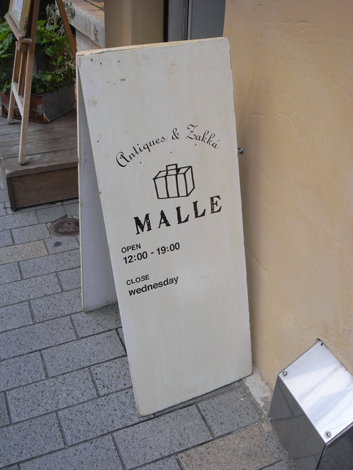 Antiques & Zakka
MALLE
OPEN
12:00 - 19:00
CLOSE
wednesday